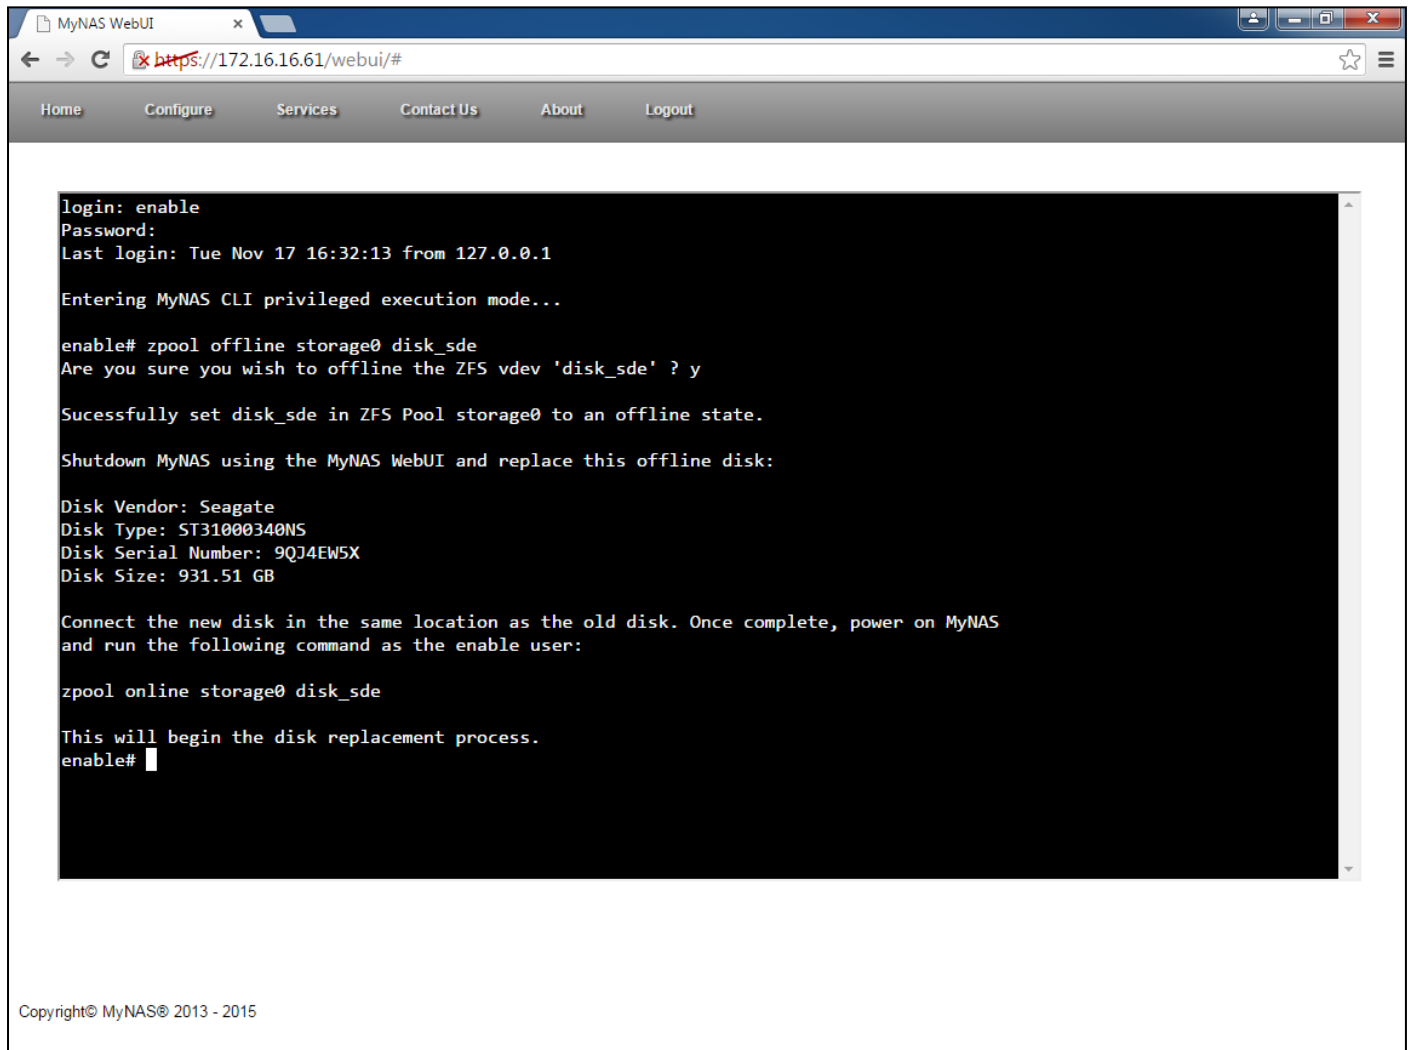 MyNAS WebUI
https://172.16.16.61/webui/#
Home Configure Services Contact Us About Logout
login: enable
Password:
Last login: Tue Nov 17 16:32:13 from 127.0.0.1
Entering MyNAS CLI privileged execution mode...
enable# zpool offline storage0 disk_sde
Are you sure you wish to offline the ZFS vdev 'disk_sde' ? y
Sucessfully set disk_sde in ZFS Pool storage0 to an offline state.
Shutdown MyNAS using the MyNAS WebUI and replace this offline disk:
Disk Vendor: Seagate
Disk Type: ST31000340NS
Disk Serial Number: 9QJ4EW5X
Disk Size: 931.51 GB
Connect the new disk in the same location as the old disk. Once complete, power on MyNAS
and run the following command as the enable user:
zpool online storage0 disk_sde
This will begin the disk replacement process.
enable#
Copyright© MyNAS® 2013 - 2015